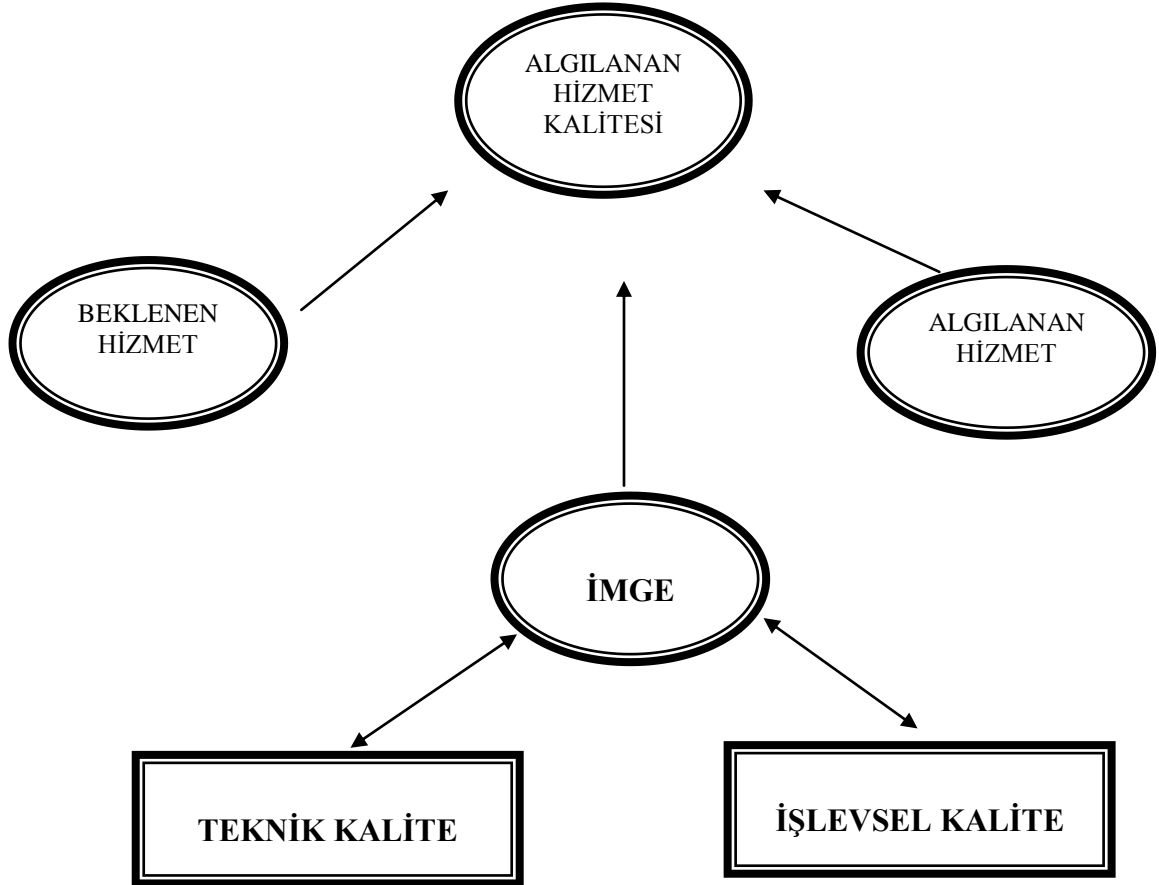 ALGILANAN
HİZMET
KALİTESİ
BEKLENEN
HİZMET
ALGILANAN
HİZMET
İMGE
TEKNİK KALİTE
İŞLEVSEL KALİTE